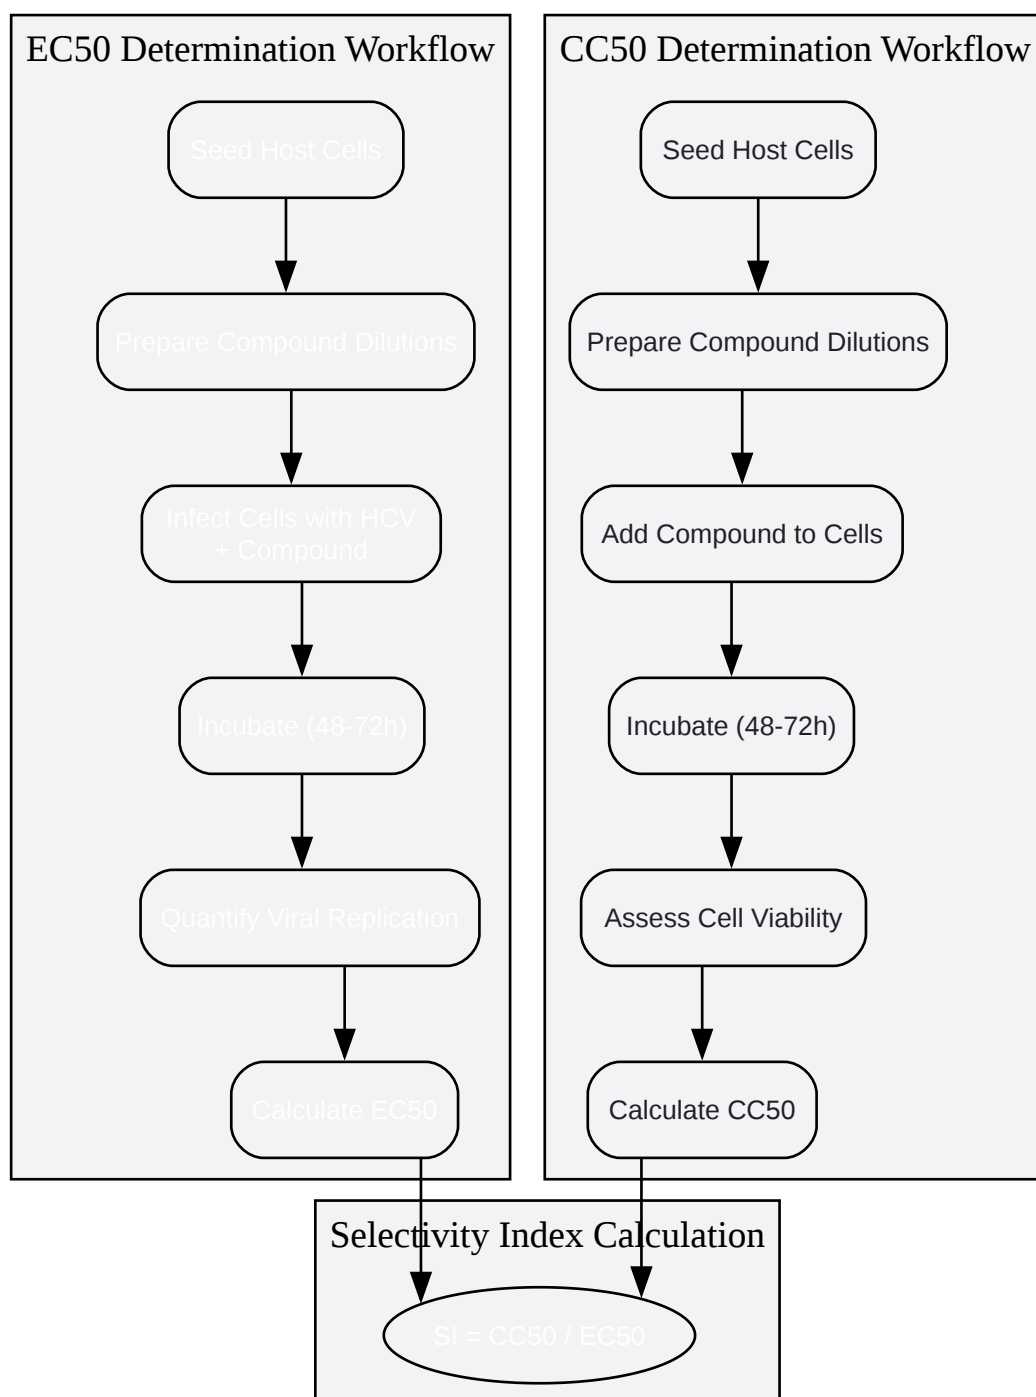 EC50 Determination Workflow
Seed Host Cells
Prepare Compound Dilutions
Infect Cells with HCV
+ Compound
Incubate (48-72h)
Quantify Viral Replication
Calculate EC50
CC50 Determination Workflow
Seed Host Cells
Prepare Compound Dilutions
Add Compound to Cells
Incubate (48-72h)
Assess Cell Viability
Calculate CC50
Selectivity Index Calculation
SI = CC50 / EC50